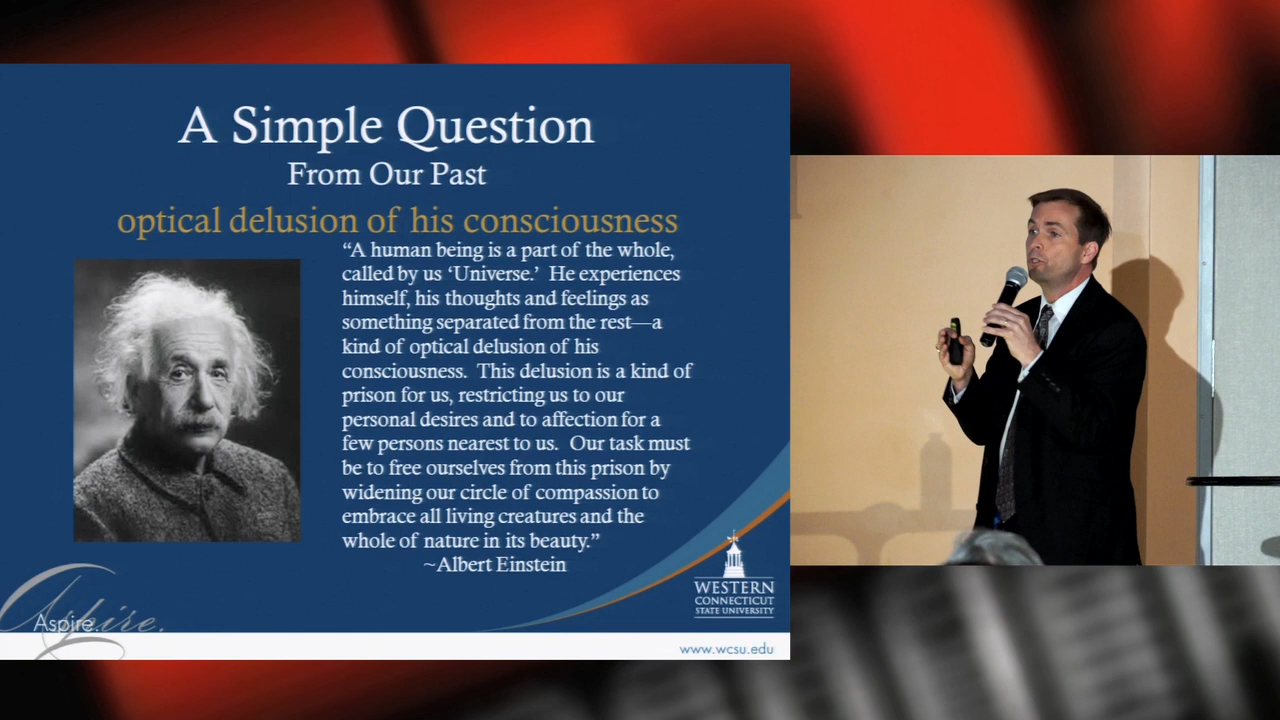 A Simple Question
From Our Past
optical delusion of his consciousness
“A human being is a part of the whole,
called by us ‘Universe.’ He experiences
himself, his thoughts and feelings as
something separated from the rest—a
kind of optical delusion of his
consciousness. This delusion is a kind of
prison for us, restricting us to our
personal desires and to affection for a
few persons nearest to us. Our task must
be to free ourselves from this prison by
widening our circle of compassion to
embrace all living creatures and the
whole of nature in its beauty.”
~Albert Einstein
WESTERN
CONNECTICUT
STATE UNIVERSITY
Aspire.
Aspire.
www.wcsu.edu